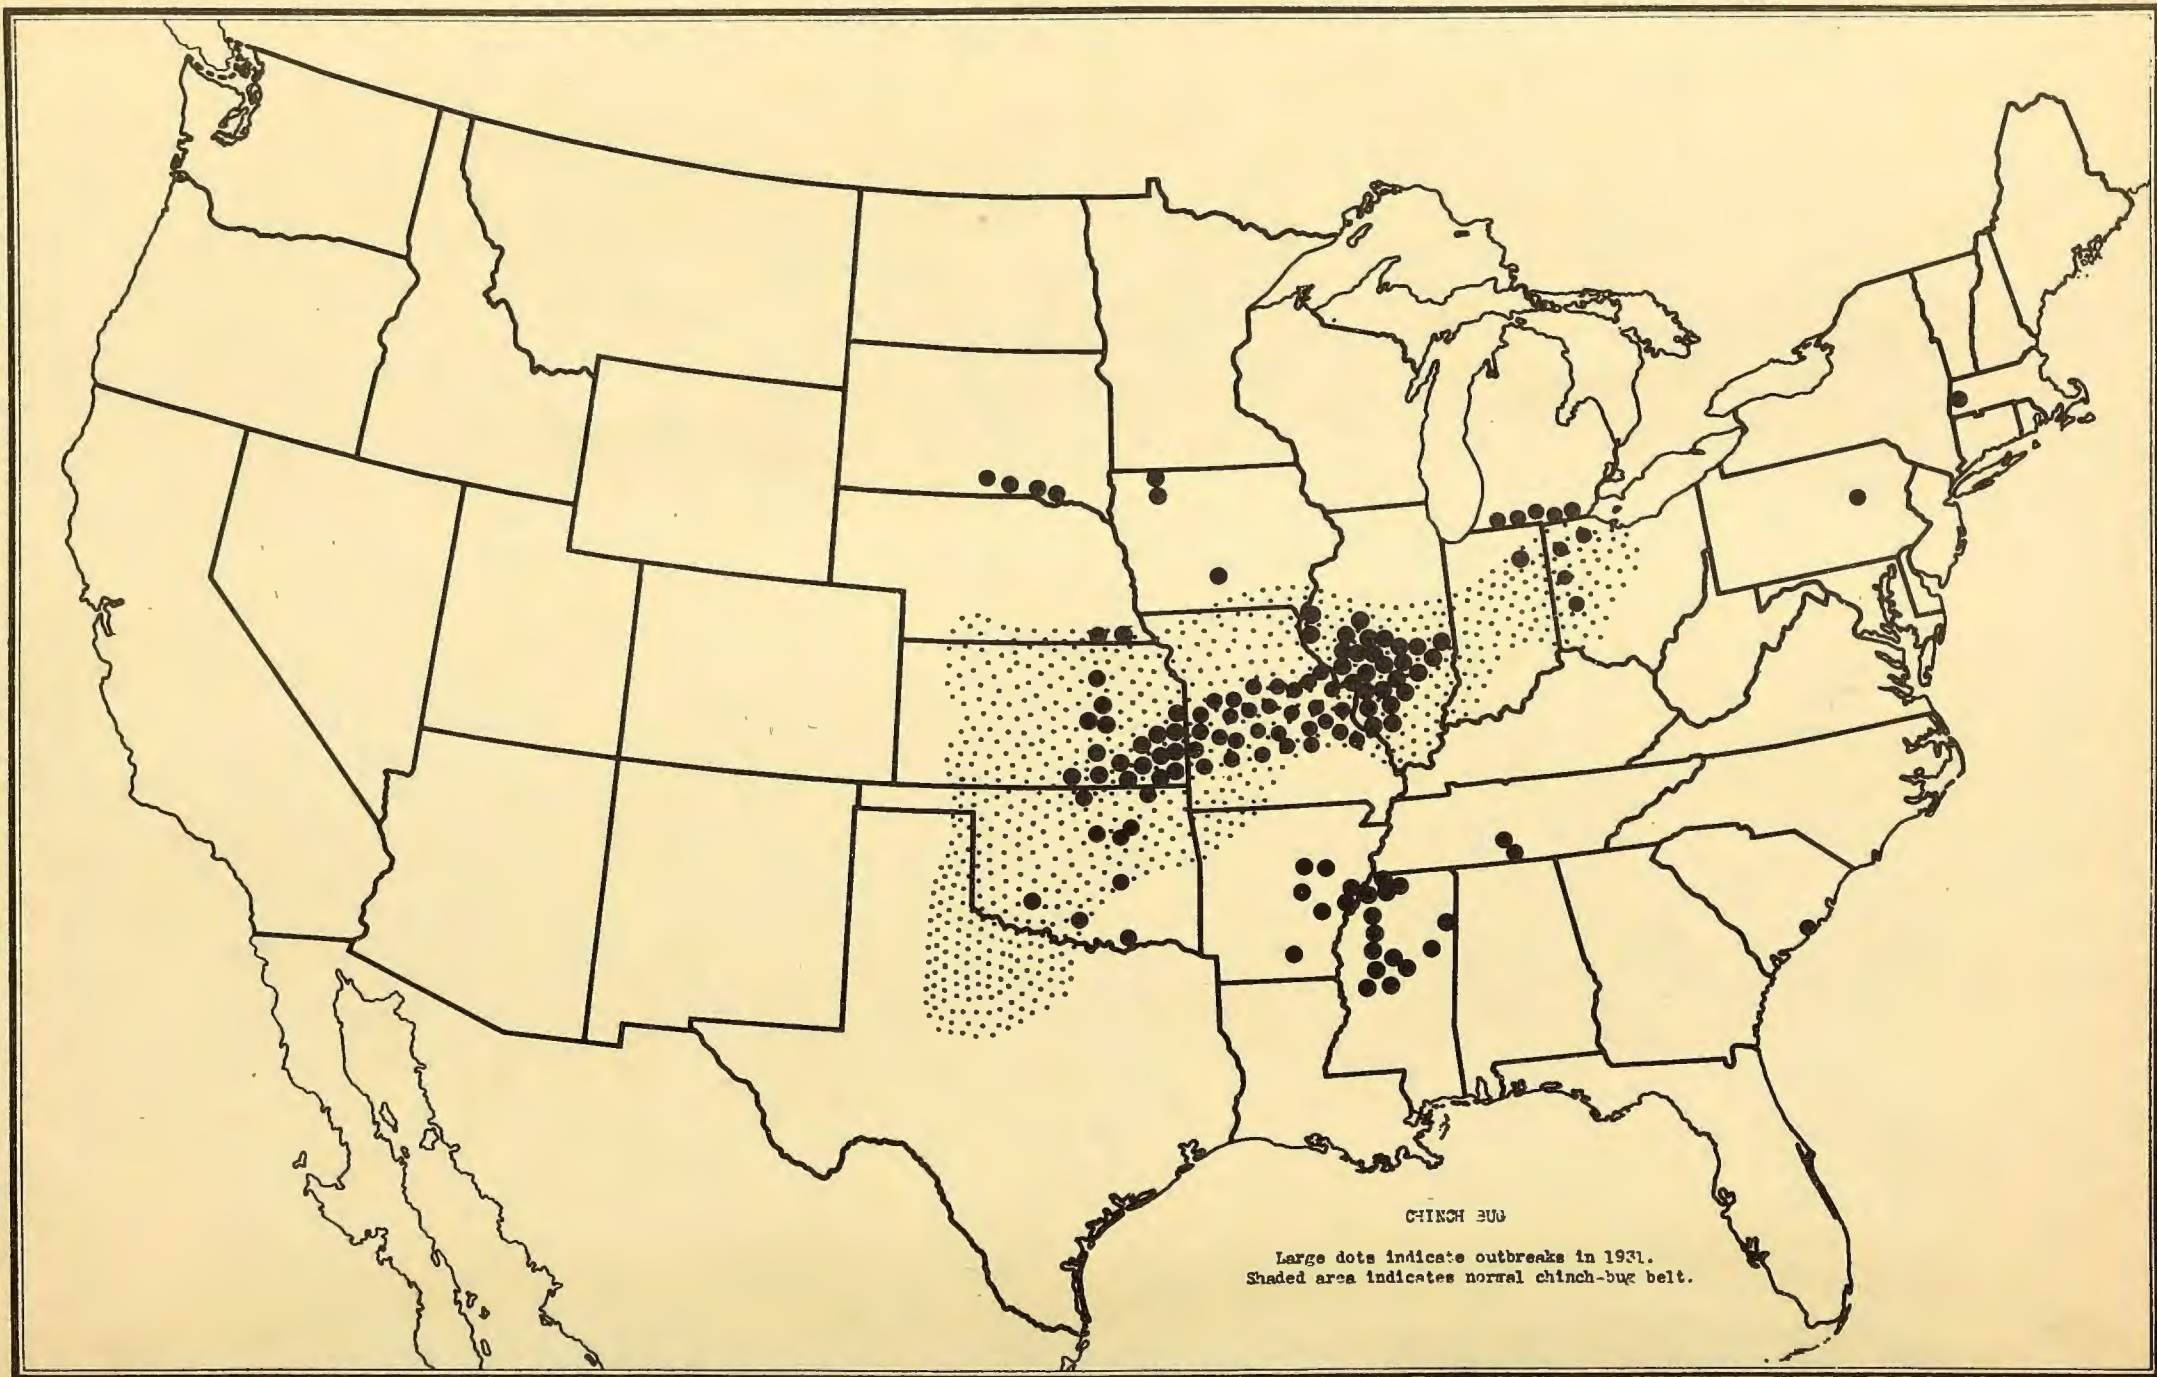 CHINCH BUG
Large dots indicate outbreaks in 1931.
Shaded area indicates normal chinch-bug belt.